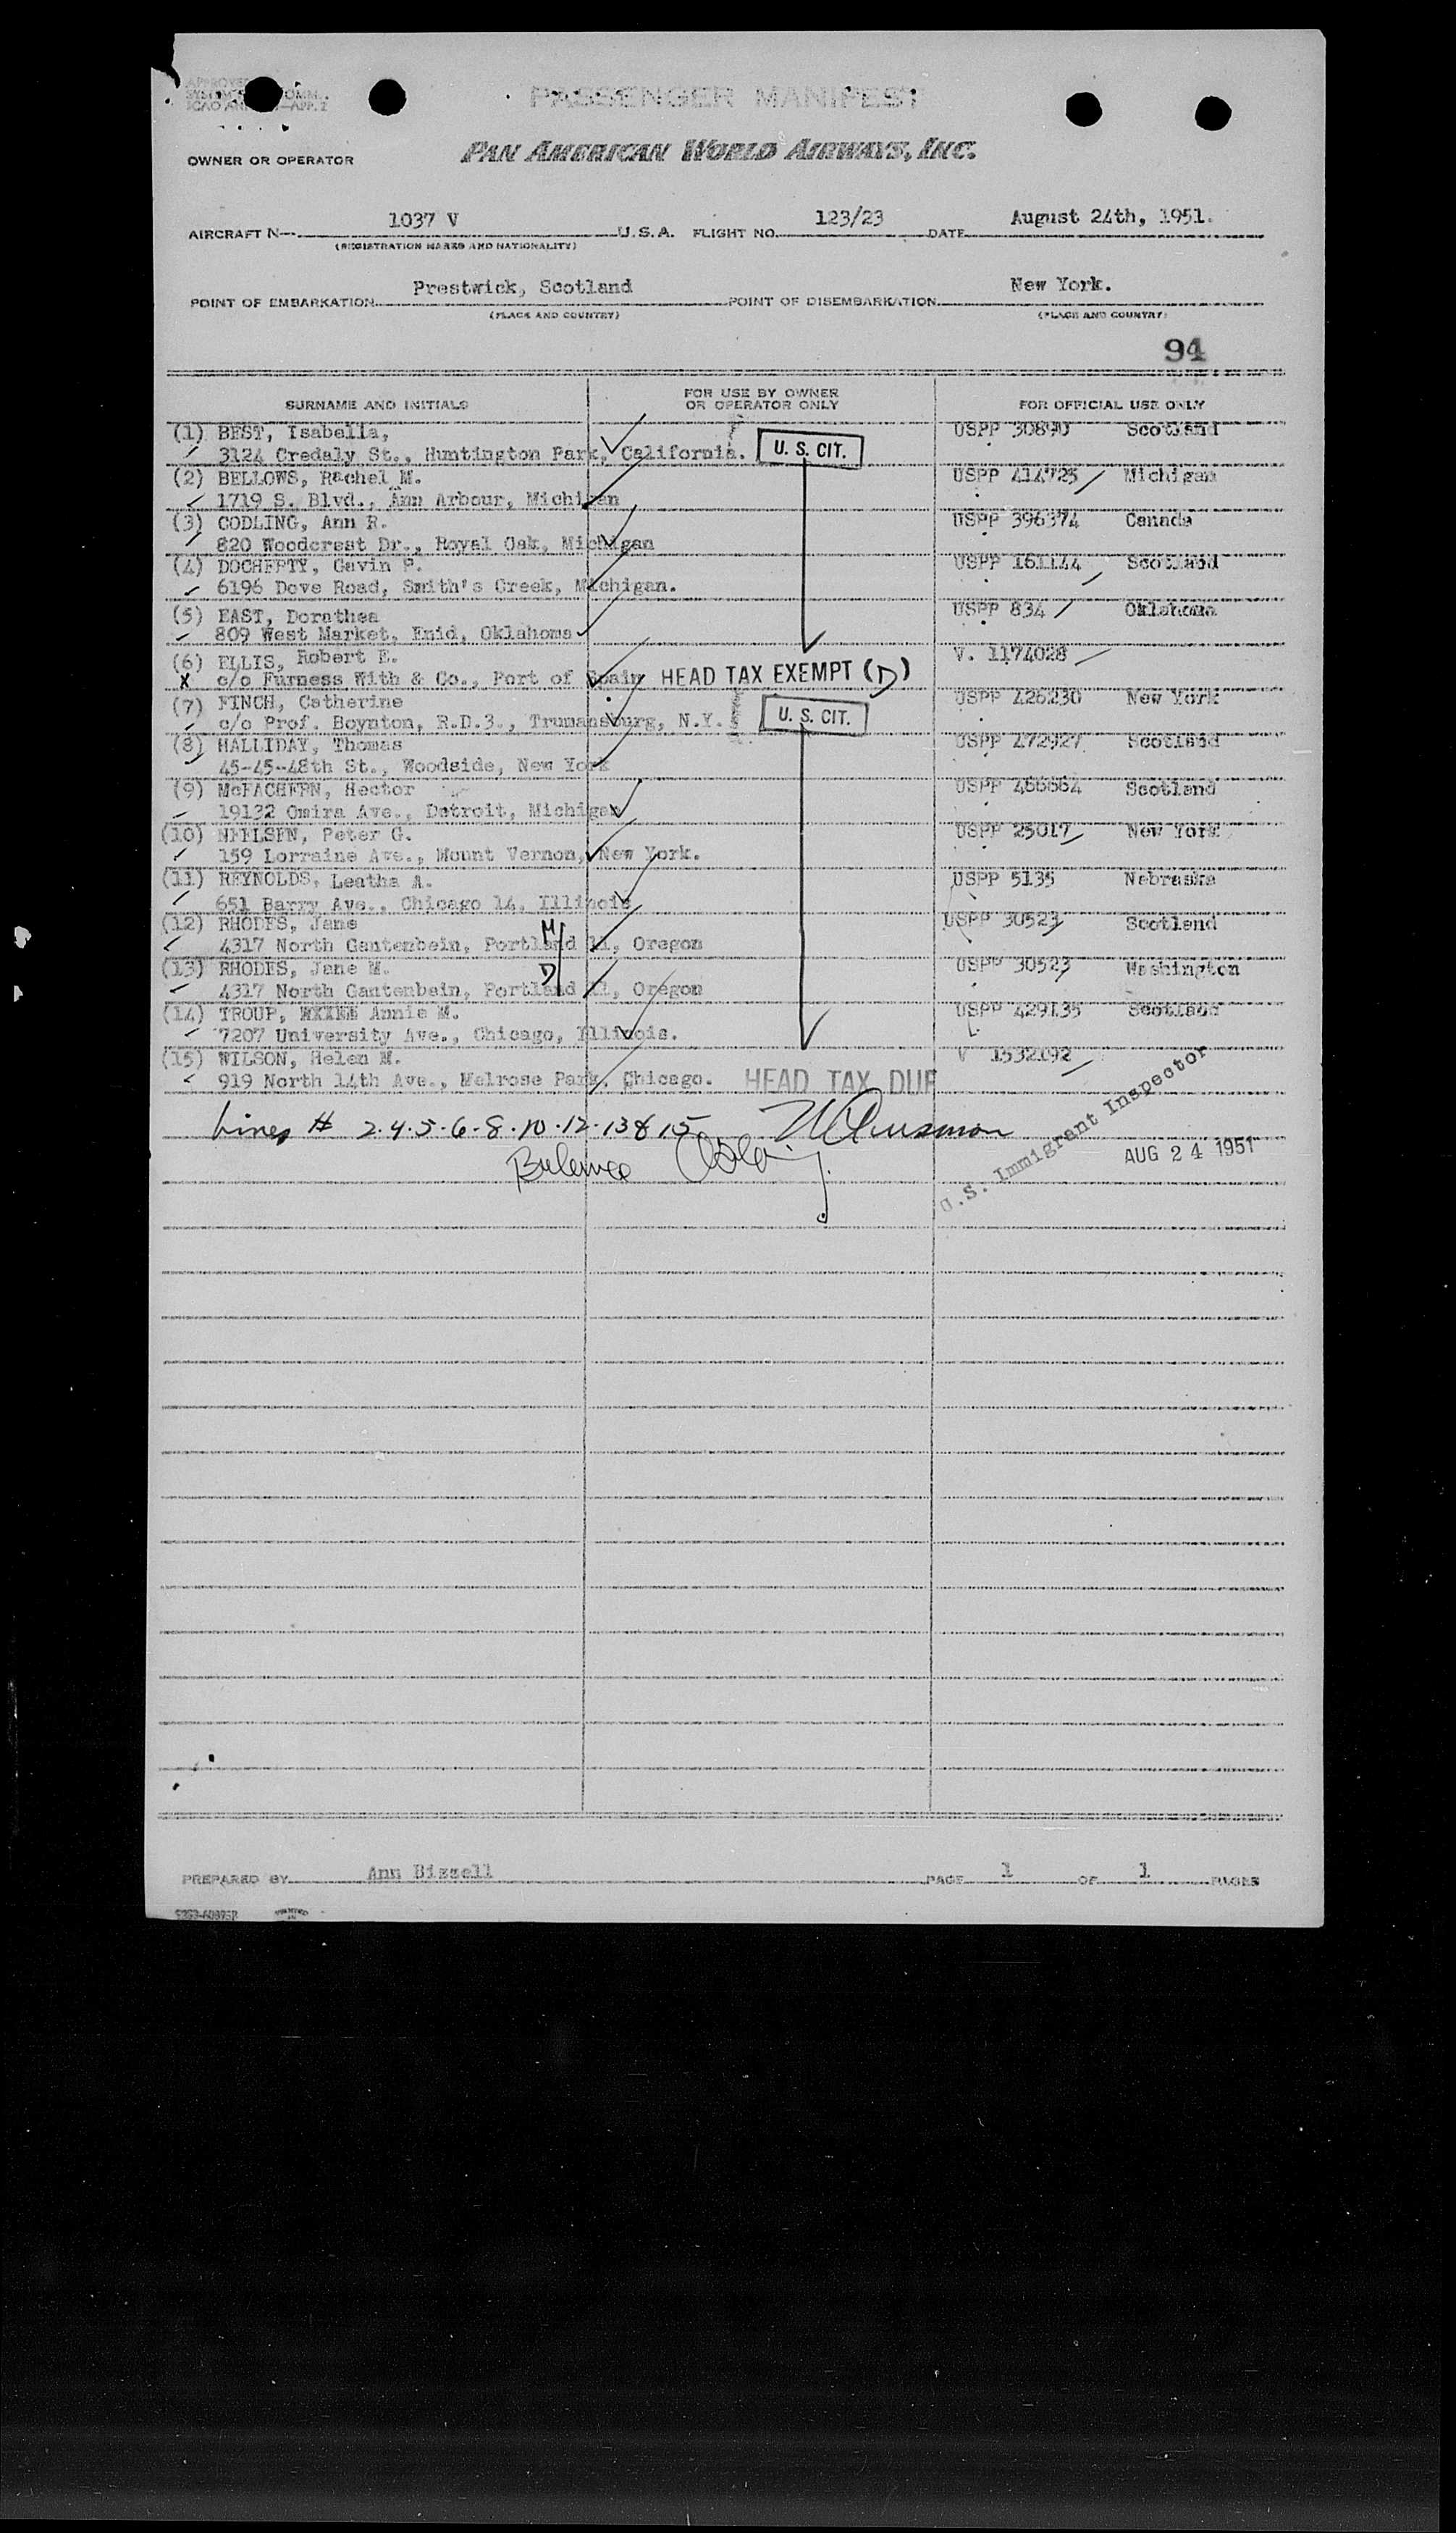 PASSENGER MANIFEST
OWNER OR OPERATOR PAN AMERICAN WORLD AIRWAYS, INC.
AIRCRAFT N— 1037 V U.S.A. FLIGHT NO. 123/23 DATE August 24th, 1951.
(REGISTRATION MARKS AND NATIONALITY)
POINT OF EMBARKATION Prestwick, Scotland POINT OF DISEMBARKATION New York.
(PLACE AND COUNTRY) (PLACE AND COUNTRY)
94
SURNAME AND INITIALS FOR USE BY OWNER OR OPERATOR ONLY FOR OFFICIAL USE ONLY
(1) BEST, Isabella, USPP 30890 Scotland
3124 Credaly St., Huntington Park, California. U. S. CIT.
(2) BELLOWS, Rachel M. USPP 414725 Michigan
1719 S. Blvd., Ann Arbour, Michigan
(3) CODLING, Ann R. USPP 396374 Canada
820 Woodcrest Dr., Royal Oak, Michigan
(4) DOCHERTY, Gavin P. USPP 161144 Scotland
6196 Dove Road, Smith's Creek, Michigan.
(5) EAST, Dorathea USPP 834 Oklahoma
809 West Market, Enid, Oklahoma
(6) ELLIS, Robert E. V. 1174028
X c/o Furness With & Co., Port of Spain HEAD TAX EXEMPT (D)
(7) FINCH, Catherine USPP 426230 New York
c/o Prof. Boynton, R.D.3., Trumansburg, N.Y. U. S. CIT.
(8) HALLIDAY, Thomas USPP 472927 Scotland
45-45-48th St., Woodside, New York
(9) McEACHERN, Hector USPP 466664 Scotland
19132 Omira Ave., Detroit, Michigan
(10) NEILSEN, Peter G. USPP 25017 New York
159 Lorraine Ave., Mount Vernon, New York.
(11) REYNOLDS, Leatha A. USPP 5135 Nebraska
651 Barry Ave., Chicago 14, Illinois
(12) RHODES, Jane M USPP 30523 Scotland
4317 North Gantenbein, Portland 11, Oregon
(13) RHODES, Jane M. D USPP 30523 Washington
4317 North Gantenbein, Portland 11, Oregon
(14) TROUP, Annie M. USPP 429135 Scotland
7207 University Ave., Chicago, Illinois.
(15) WILSON, Helen M. V 1532192
919 North 14th Ave., Melrose Park, Chicago. HEAD TAX DUE
Lines # 2-4-5-6-8-10-12-13&15
Balance
U.S. Immigrant Inspector
AUG 24 1951
PREPARED BY Ann Bizzell PAGE 1 OF 1 PAGES